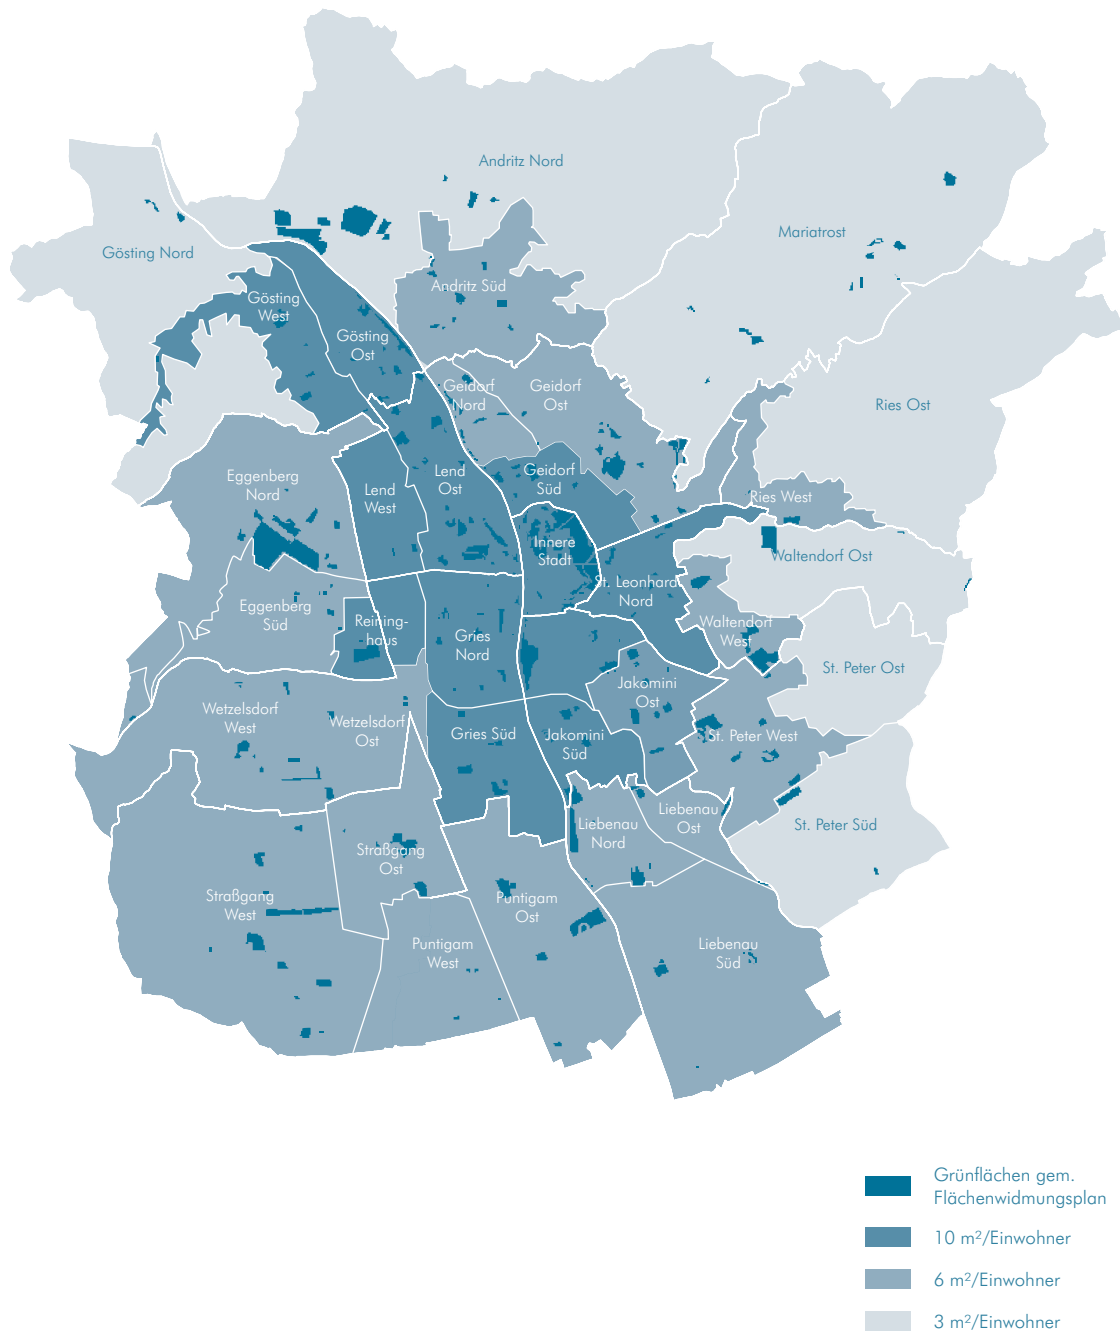 Andritz Nord
Mariatrost
Gösting Nord
Andritz Süd
Gösting
West
Gösting
Ost
Geidorf
Nord
Geidorf
Ost
Ries Ost
Eggenberg
Nord
Lend
West
Lend
Ost
Geidorf
Süd
Ries West
Innere
Stadt
Waltendorf Ost
St. Leonhard
Nord
Eggenberg
Süd
Reining-
haus
Gries
Nord
Waltendorf
West
St. Peter Ost
Jakomini
Ost
Wetzelsdorf
West
Wetzelsdorf
Ost
Gries Süd
Jakomini
Süd
St. Peter West
Liebenau
Ost
Liebenau
Nord
St. Peter Süd
Straßgang
Ost
Straßgang
West
Puntigam
Ost
Puntigam
West
Liebenau
Süd
Grünflächen gem.
Flächenwidmungsplan
10 m²/Einwohner
6 m²/Einwohner
3 m²/Einwohner